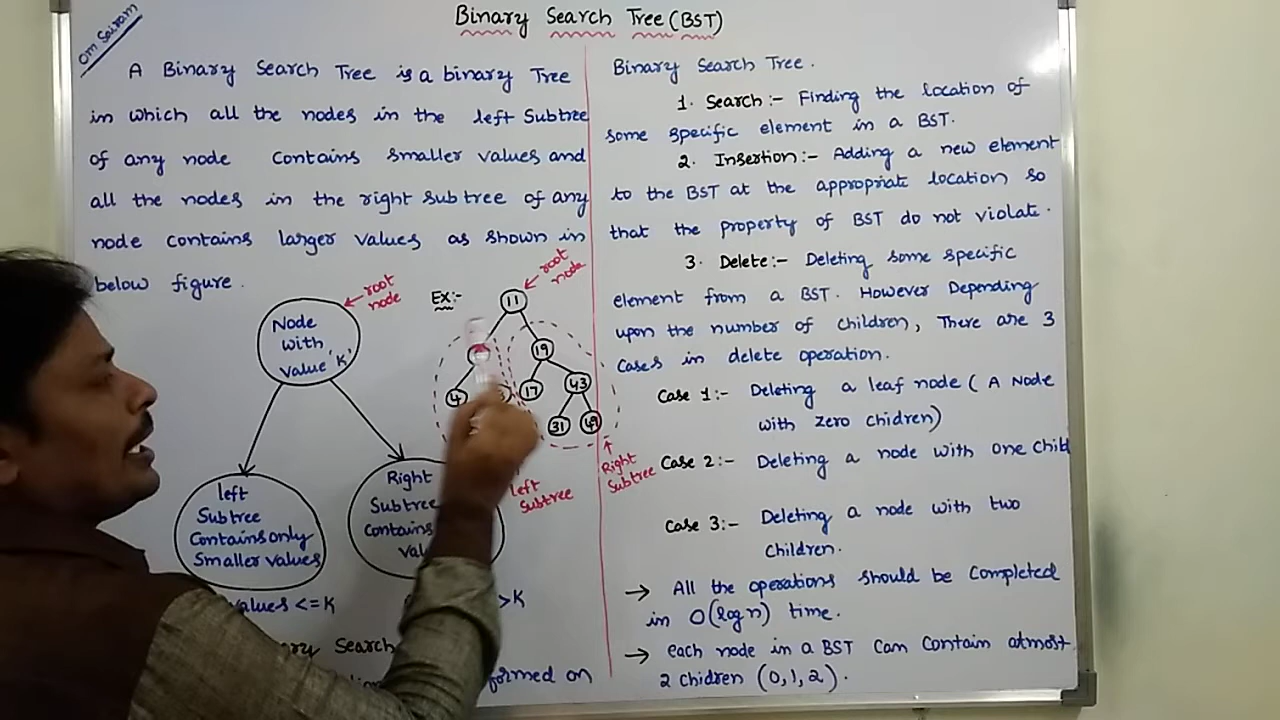 Om Sairam
Binary Search Tree (BST)
A Binary Search Tree is a binary Tree
in which all the nodes in the left Subtree
of any node Contains smaller values and
all the nodes in the right subtree of any
node contains larger values as shown in
below figure.
root
node
Node
with
value 'K'
left
Subtree
Contains only
Smaller values
Right
Subtree
Contains
<=K
>K
Search
formed on
Ex:-
root
node
11
19
4
17
43
31
49
left
Subtree
Right
Subtree
Binary Search Tree.
1. Search :- Finding the location of
some specific element in a BST.
2. Insertion:- Adding a new element
to the BST at the appropriate location so
that the property of BST do not violate.
3. Delete:- Deleting some specific
element from a BST. However Depending
upon the number of children, There are 3
Cases in delete operation.
Case 1:- Deleting a leaf node ( A Node
with zero chidren)
Case 2:- Deleting a node with one Child
Case 3:- Deleting a node with two
children.
→ All the operations should be Completed
in O(log n) time.
→ each node in a BST Can Contain atmost
2 chidren (0,1,2).